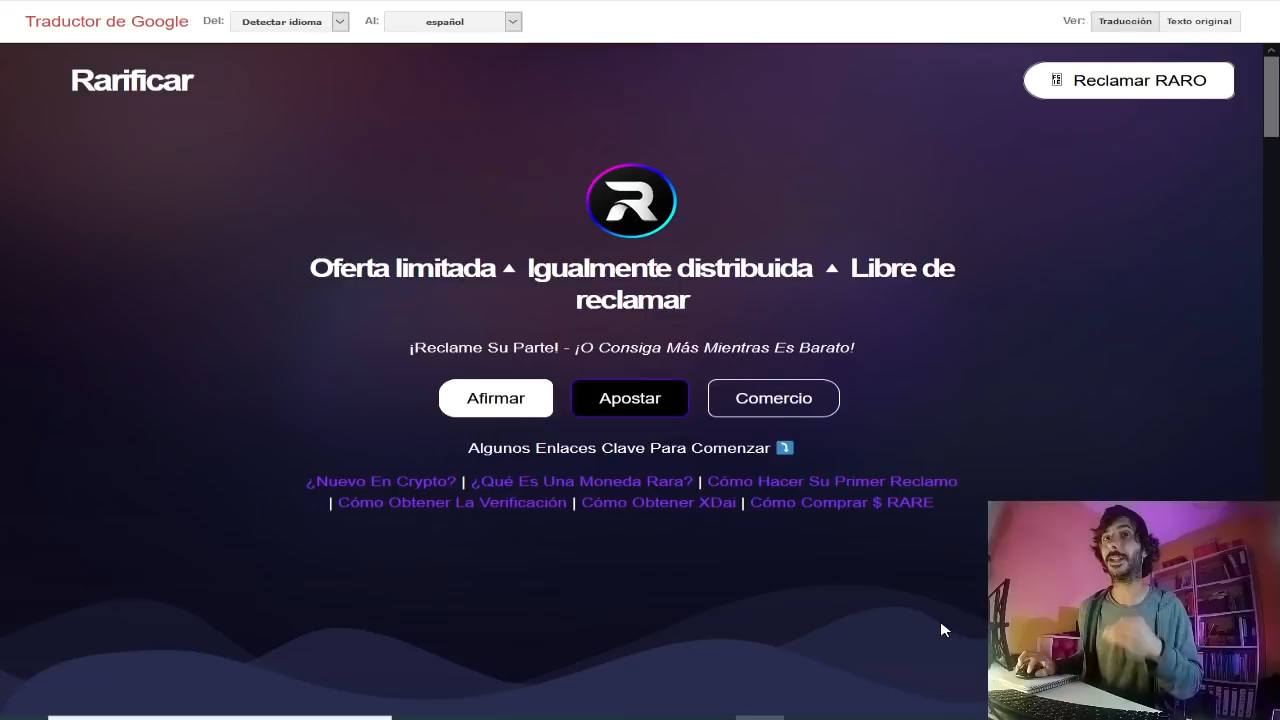 Traductor de Google Del: Detectar idioma Al: español Ver: Traducción Texto original
Rarificar
Reclamar RARO
Oferta limitada ▲ Igualmente distribuida ▲ Libre de
reclamar
¡Reclame Su Parte! - ¡O Consiga Más Mientras Es Barato!
Afirmar Apostar Comercio
Algunos Enlaces Clave Para Comenzar ⤵
¿Nuevo En Crypto? | ¿Qué Es Una Moneda Rara? | Cómo Hacer Su Primer Reclamo
| Cómo Obtener La Verificación | Cómo Obtener XDai | Cómo Comprar $ RARE